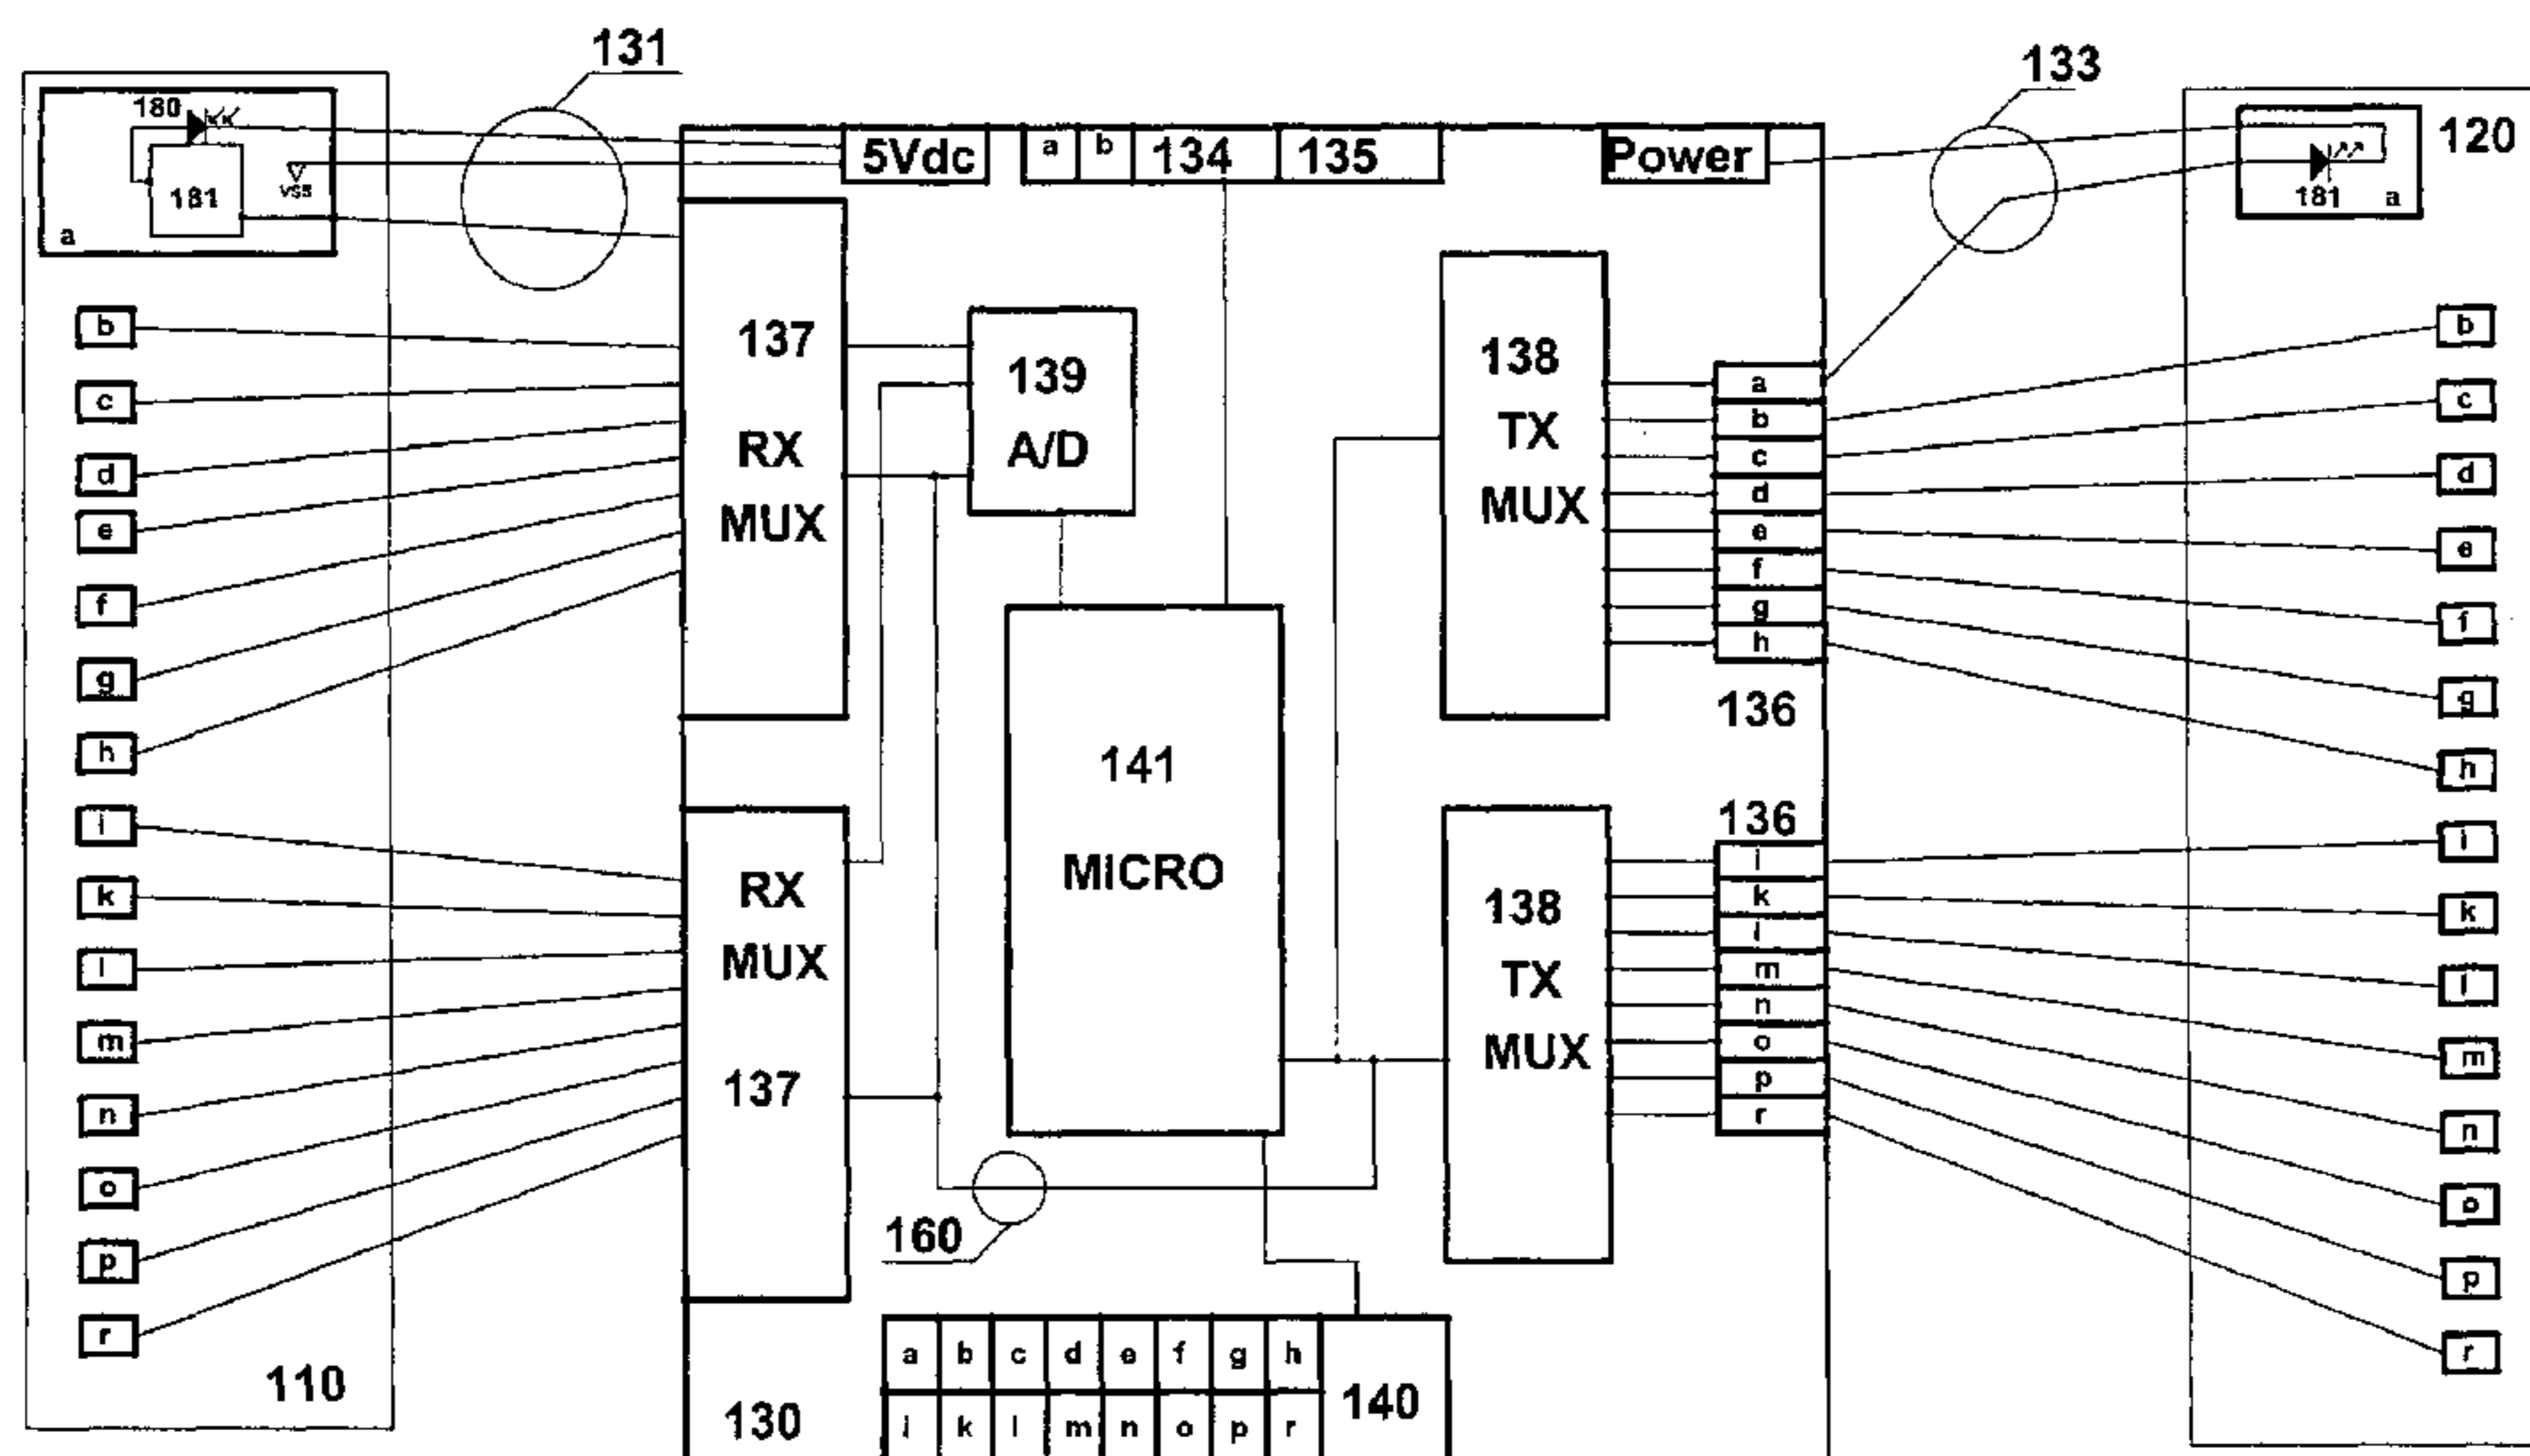 131
133
180
181
VSS
a
5Vdc
a b 134 135
Power
181 a
120
b
c
d
e
f
g
h
i
k
l
m
n
o
p
r
110
137
RX
MUX
139
A/D
138
TX
MUX
a
b
c
d
e
f
g
h
136
141
MICRO
RX
MUX
137
138
TX
MUX
136
i
k
l
m
n
o
p
r
160
130
a b c d e f g h
i k l m n o p r
140
b
c
d
e
f
g
h
i
k
l
m
n
o
p
r